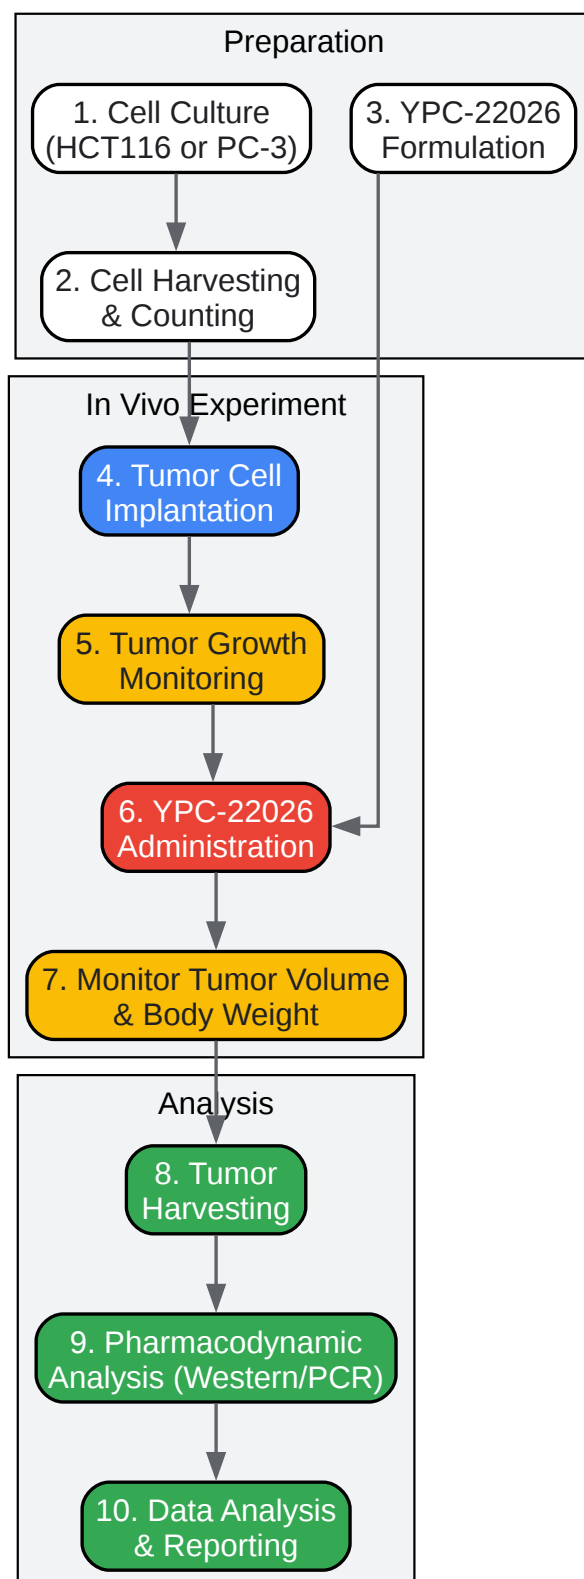 Preparation
1. Cell Culture
(HCT116 or PC-3)
3. YPC-22026
Formulation
2. Cell Harvesting
& Counting
In Vivo Experiment
4. Tumor Cell
Implantation
5. Tumor Growth
Monitoring
6. YPC-22026
Administration
7. Monitor Tumor Volume
& Body Weight
Analysis
8. Tumor
Harvesting
9. Pharmacodynamic
Analysis (Western/PCR)
10. Data Analysis
& Reporting